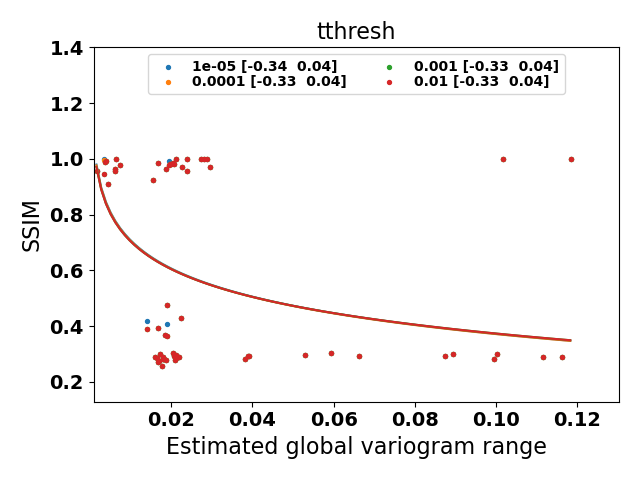 tthresh
1e-05 [-0.34  0.04]
0.0001 [-0.33  0.04]
0.001 [-0.33  0.04]
0.01 [-0.33  0.04]
1.4
1.2
1.0
0.8
0.6
0.4
0.2
SSIM
0.02 0.04 0.06 0.08 0.10 0.12
Estimated global variogram range